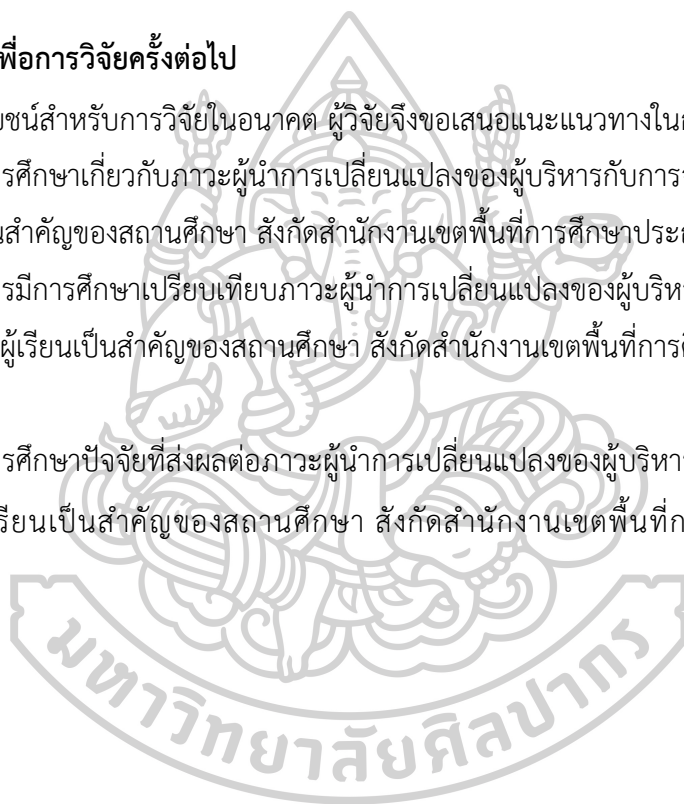 พื่อการวิจัยครั้งต่อไป
ยชน์สำหรับการวิจัยในอนาคต ผู้วิจัยจึงขอเสนอแนะแนวทางใน
รศึกษาเกี่ยวกับภาวะผู้นำการเปลี่ยนแปลงของผู้บริหารกับการ
นสำคัญของสถานศึกษา สังกัดสำนักงานเขตพื้นที่การศึกษาประ
รมีการศึกษาเปรียบเทียบภาวะผู้นำการเปลี่ยนแปลงของผู้บริห
ผู้เรียนเป็นสำคัญของสถานศึกษา สังกัดสำนักงานเขตพื้นที่การ
รศึกษาปัจจัยที่ส่งผลต่อภาวะผู้นำการเปลี่ยนแปลงของผู้บริหาร
รียนเป็นสำคัญของสถานศึกษา สังกัดสำนักงานเขตพื้นที่ก
มหาวิทยาลัยศิลปากร